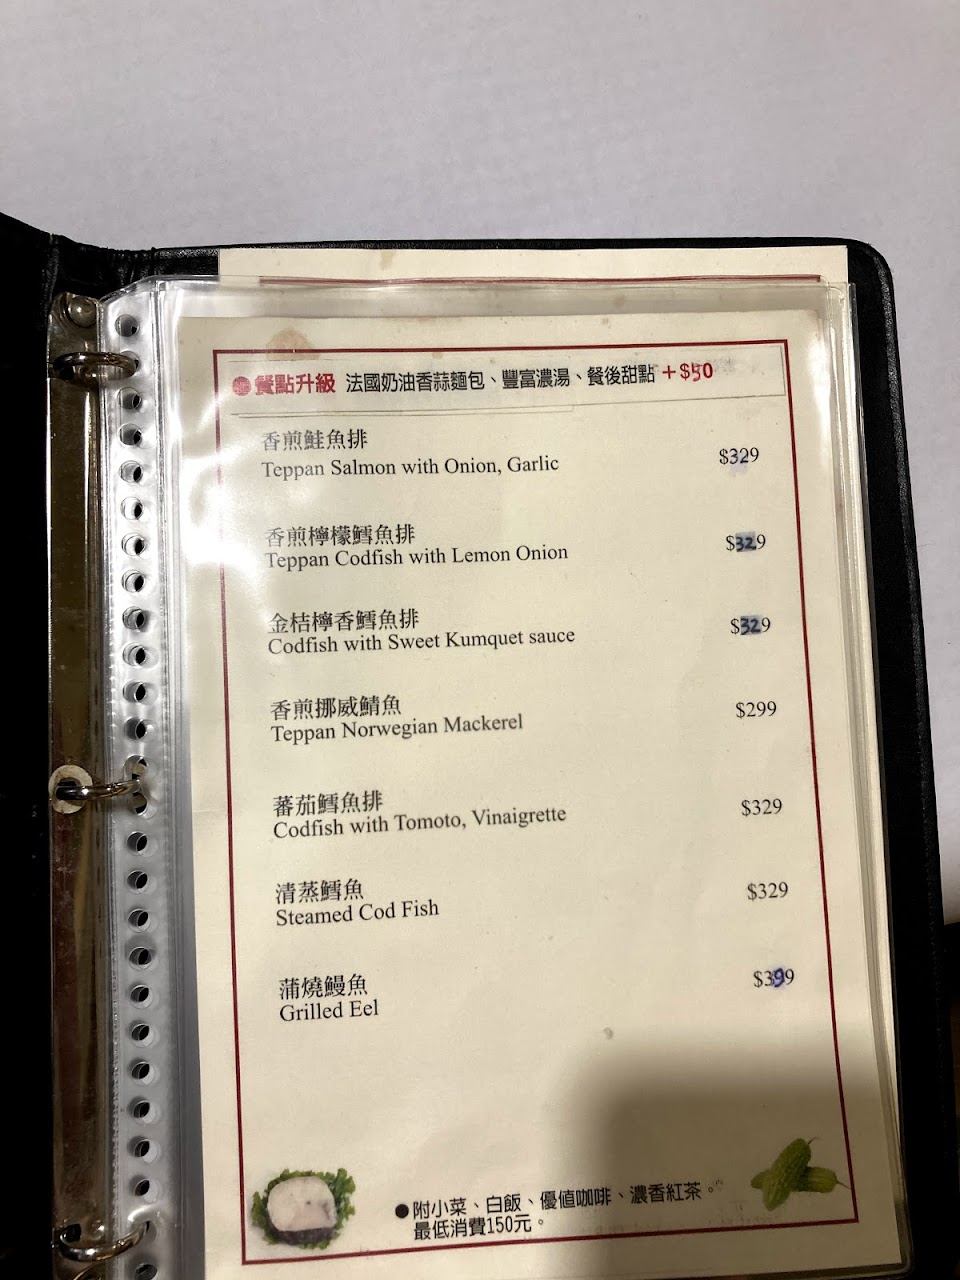 餐點升級 法國奶油香蒜麵包、豐富濃湯、餐後甜點 +$50
香煎鮭魚排
Teppan Salmon with Onion, Garlic $329
香煎檸檬鱈魚排
Teppan Codfish with Lemon Onion $329
金桔檸香鱈魚排
Codfish with Sweet Kumquet sauce $329
香煎挪威鯖魚
Teppan Norwegian Mackerel $299
蕃茄鱈魚排
Codfish with Tomoto, Vinaigrette $329
清蒸鱈魚
Steamed Cod Fish $329
蒲燒鰻魚
Grilled Eel $399
●附小菜、白飯、優值咖啡、濃香紅茶。
最低消費150元。